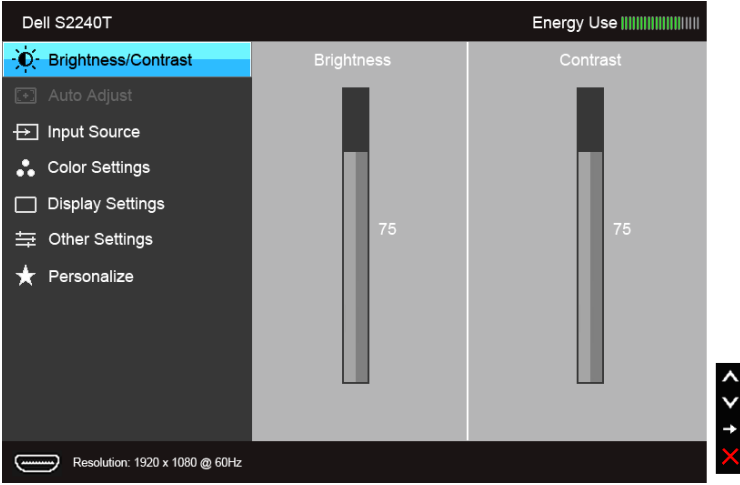 Dell S2240T
Energy Use
Brightness/Contrast
Brightness
Contrast
Auto Adjust
Input Source
Color Settings
Display Settings
75
75
Other Settings
Personalize
Resolution: 1920 x 1080 @ 60Hz